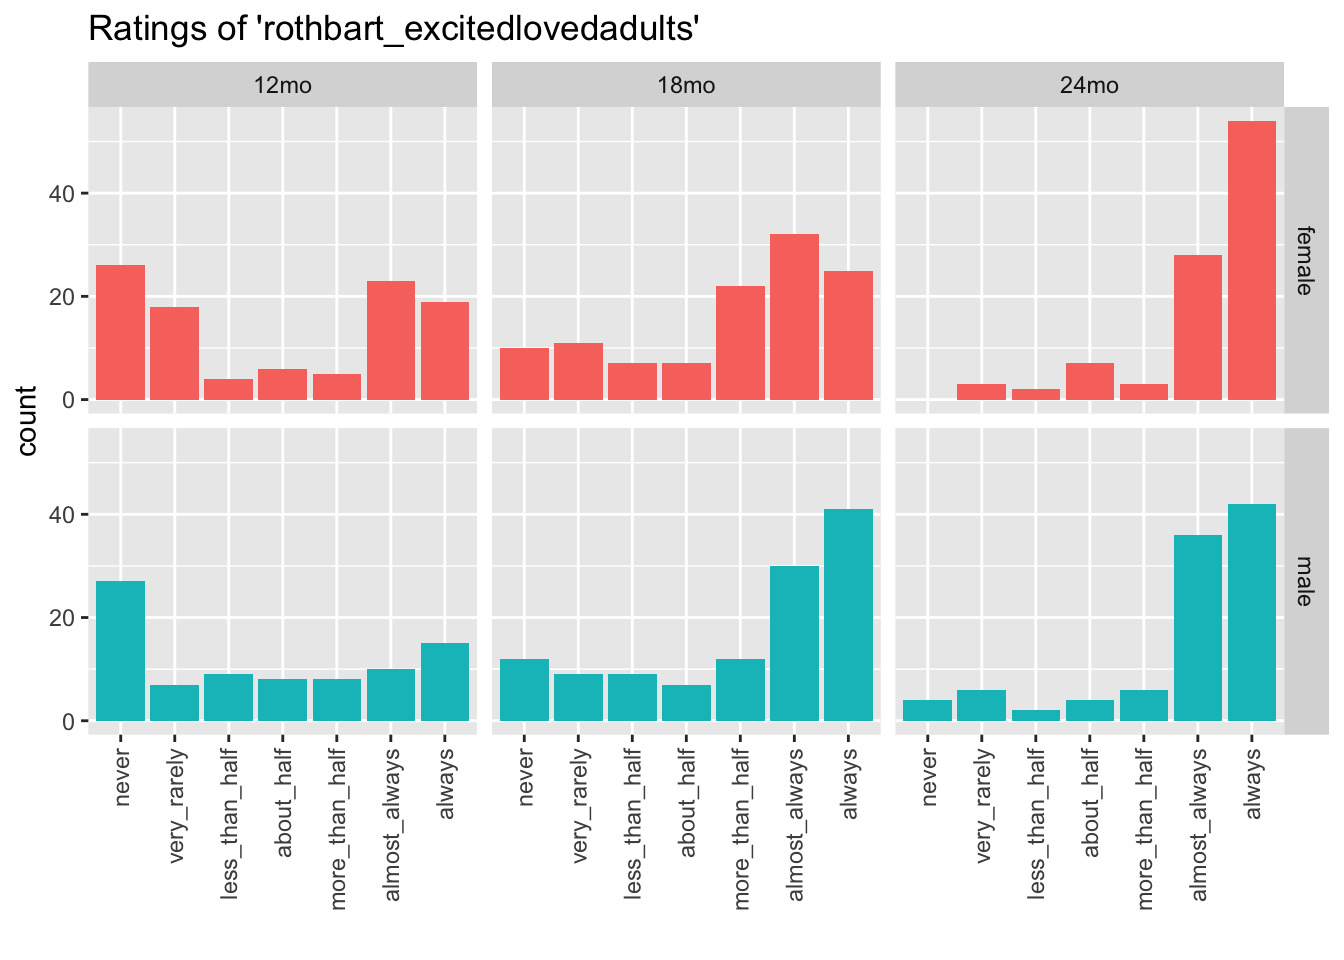 Ratings of 'rothbart_excitedlovedadults'
12mo
18mo
24mo
count
40
20
0
female
40
20
0
male
never
very_rarely
less_than_half
about_half
more_than_half
almost_always
always
never
very_rarely
less_than_half
about_half
more_than_half
almost_always
always
never
very_rarely
less_than_half
about_half
more_than_half
almost_always
always